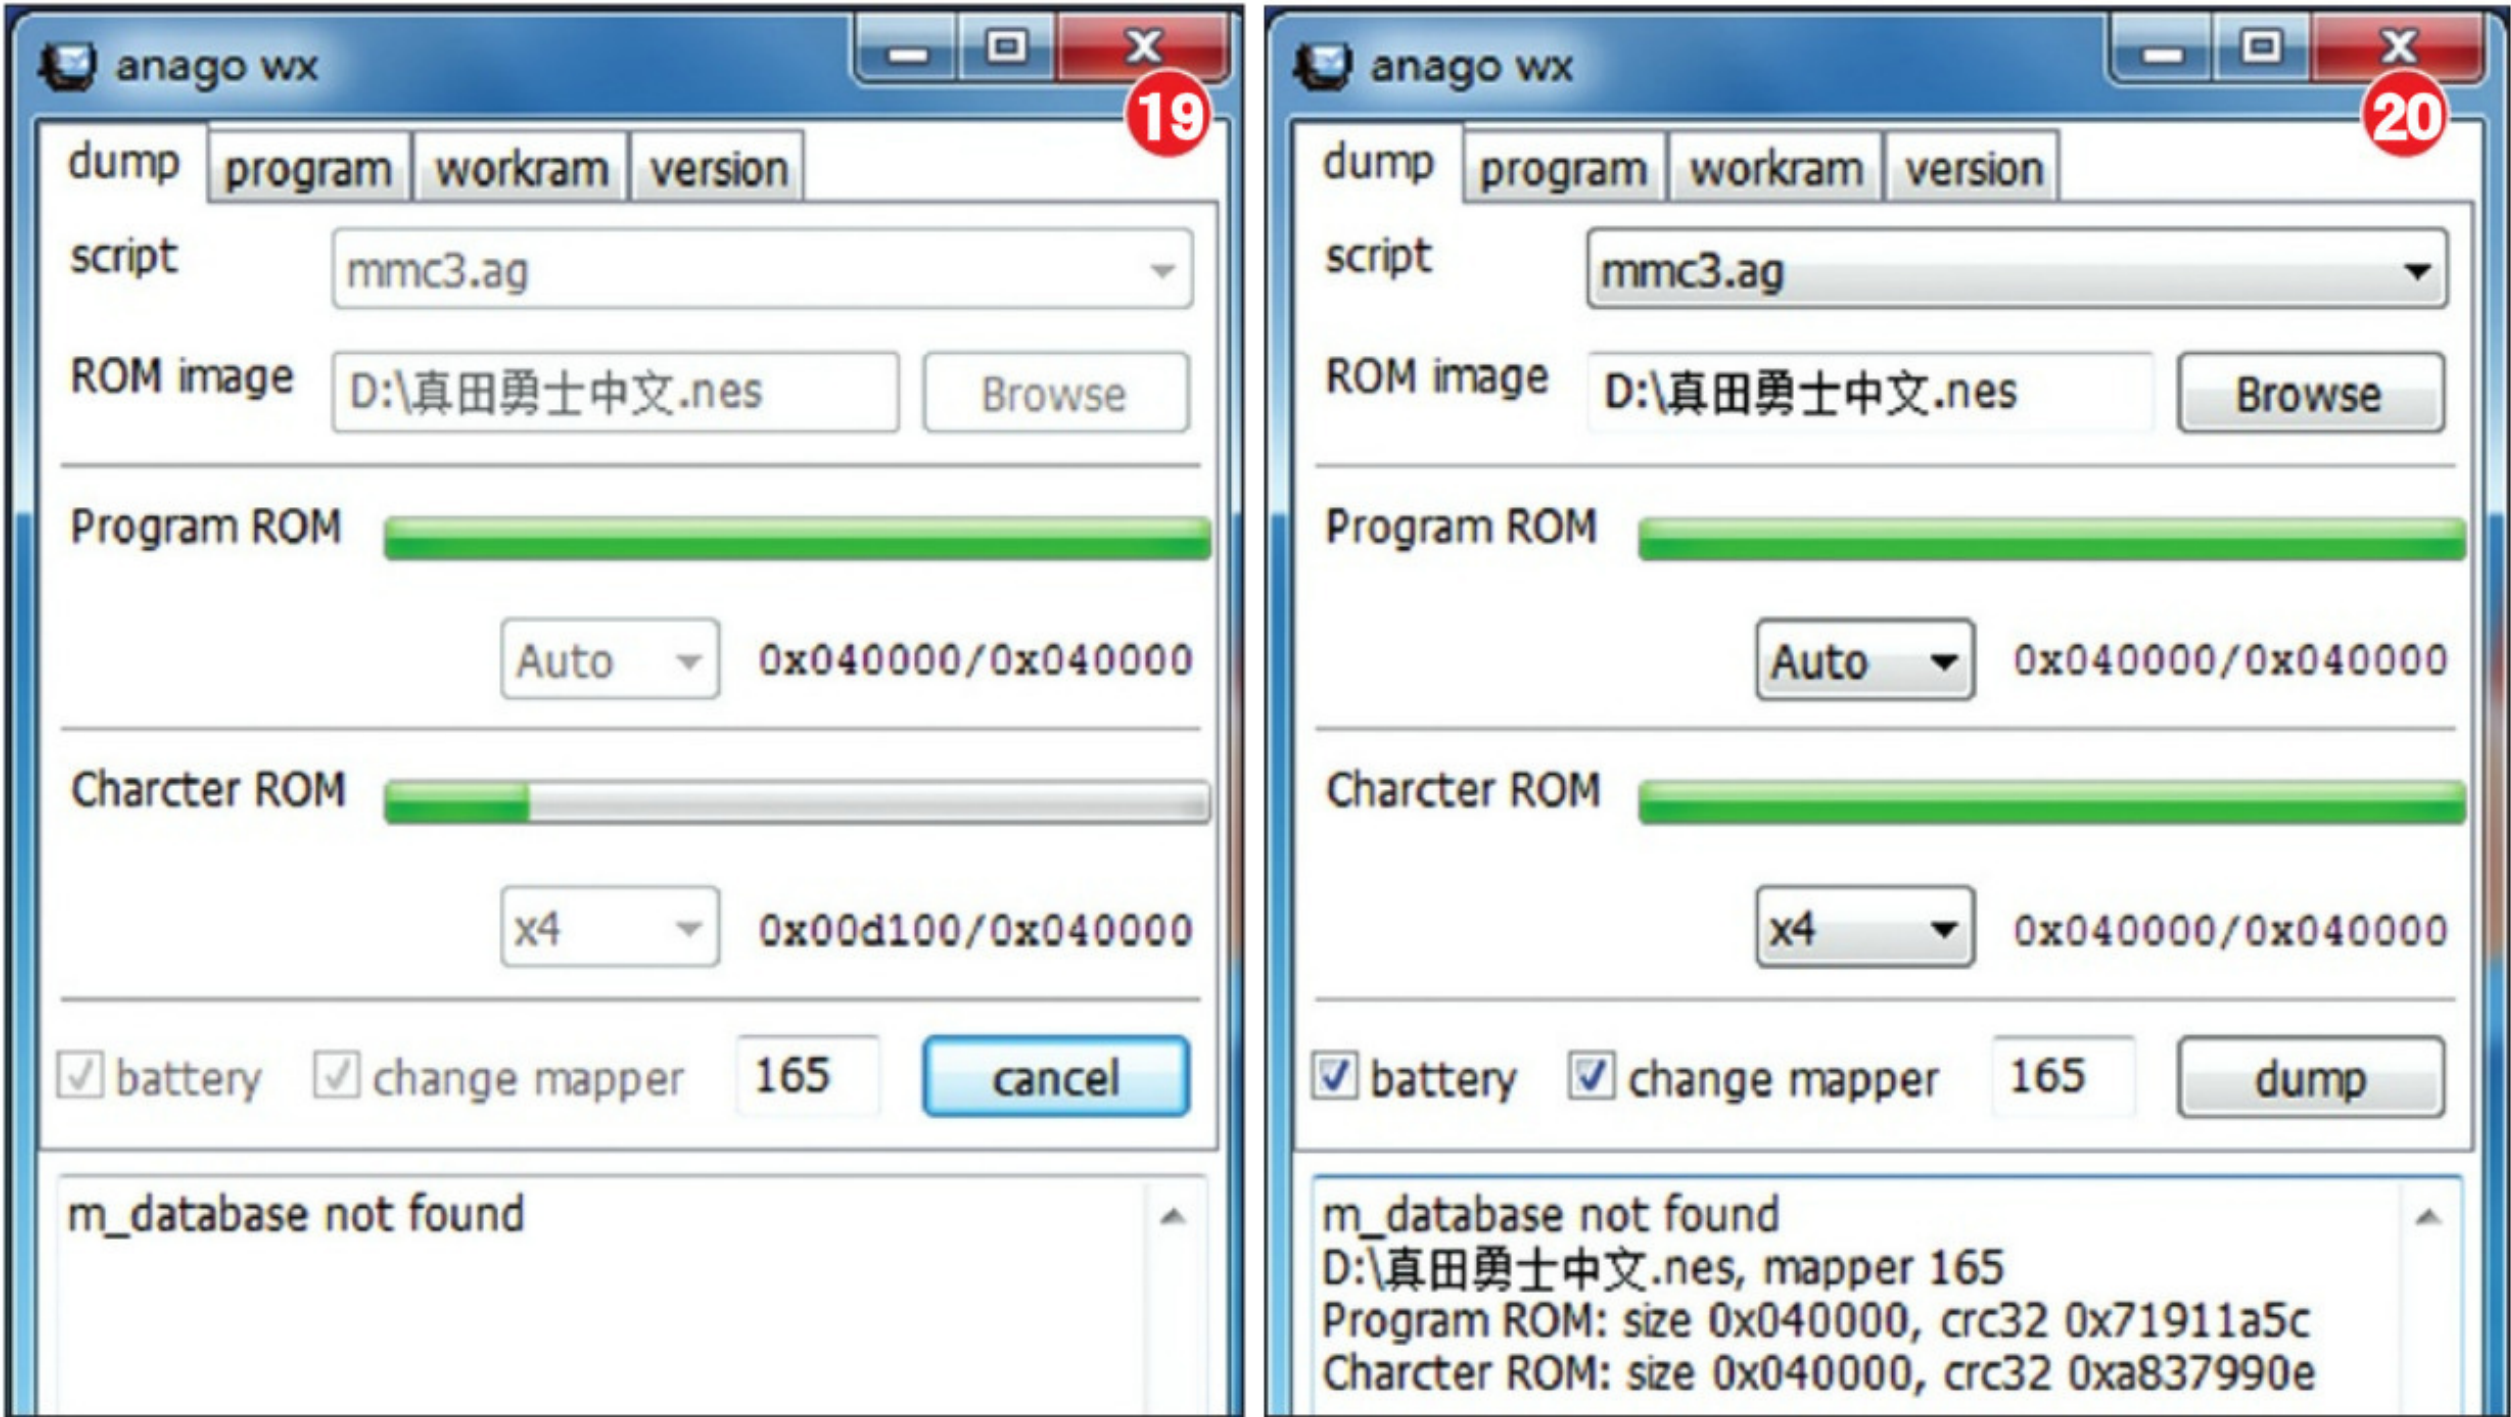 anago wx
19
dump program workram version
script mmc3.ag
ROM image D:\真田勇士中文.nes Browse
Program ROM
Auto 0x040000/0x040000
Charcter ROM
x4 0x00d100/0x040000
battery change mapper 165 cancel
m_database not found
anago wx
20
dump program workram version
script mmc3.ag
ROM image D:\真田勇士中文.nes Browse
Program ROM
Auto 0x040000/0x040000
Charcter ROM
x4 0x040000/0x040000
battery change mapper 165 dump
m_database not found
D:\真田勇士中文.nes, mapper 165
Program ROM: size 0x040000, crc32 0x71911a5c
Charcter ROM: size 0x040000, crc32 0xa837990e